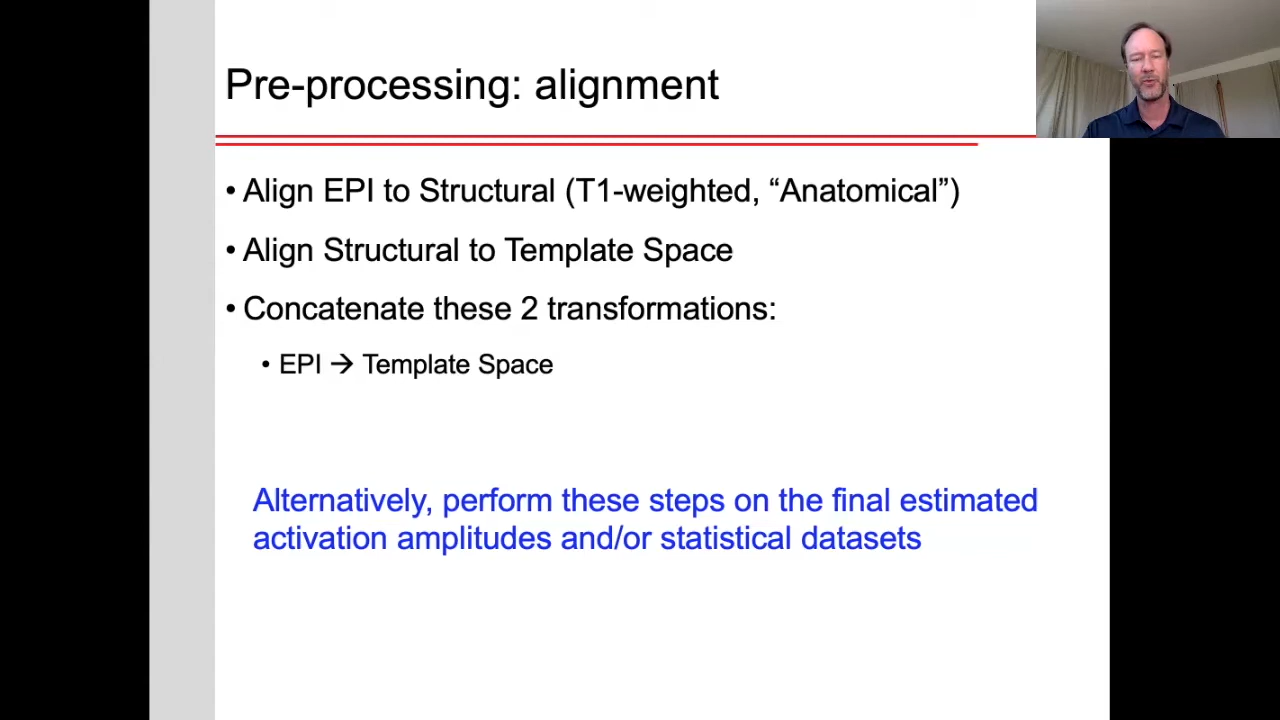 Pre-processing: alignment
• Align EPI to Structural (T1-weighted, “Anatomical”)
• Align Structural to Template Space
• Concatenate these 2 transformations:
• EPI → Template Space
Alternatively, perform these steps on the final estimated
activation amplitudes and/or statistical datasets